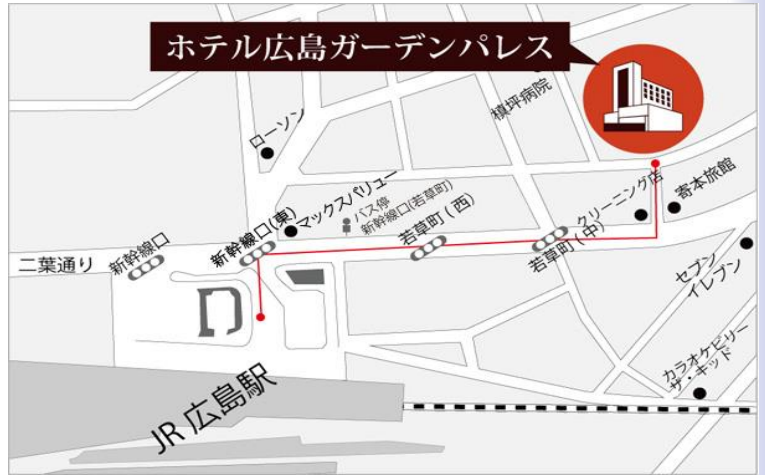 ホテル広島ガーデンパレス
槙坪病院
ローソン
マックスバリュー
バス停
新幹線口(若草町)
クリーニング店
寄本旅館
新幹線口(東)
若草町(西)
若草町(中)
二葉通り
新幹線口
セブン
イレブン
カラオケビリー
ザ・キッド
JR 広島駅